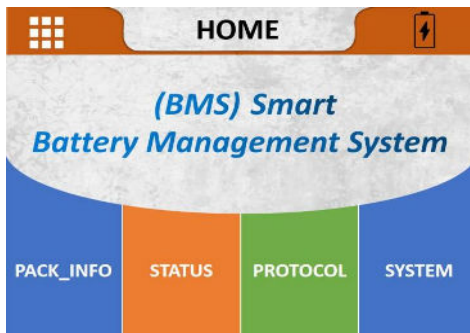 HOME
(BMS) Smart
Battery Management System
PACK_INFO STATUS PROTOCOL SYSTEM